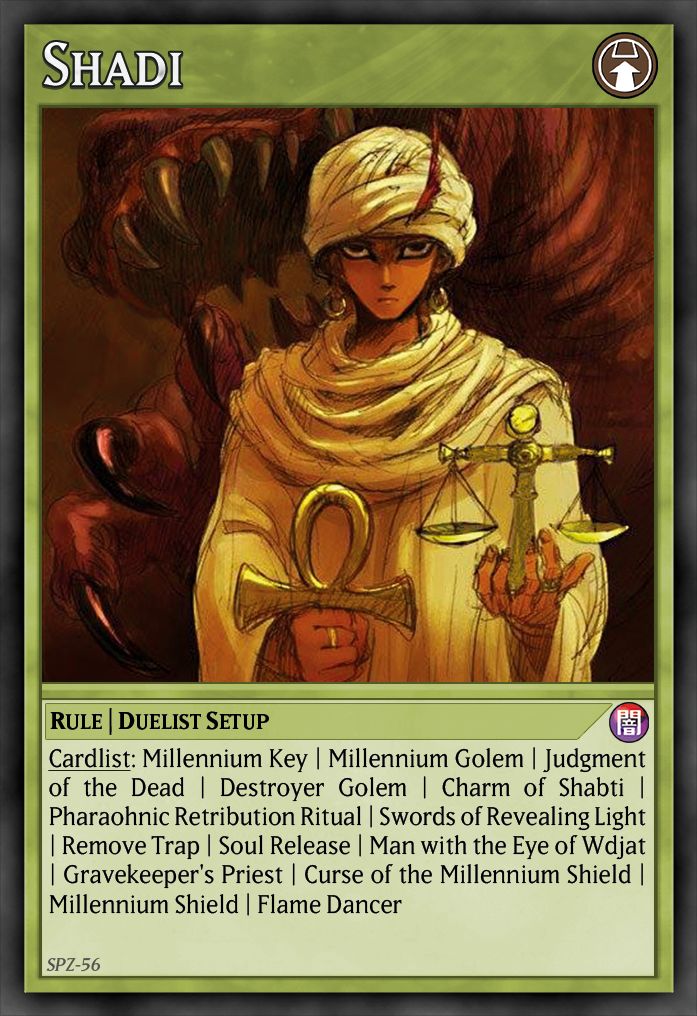 Shadi
Rule | Duelist Setup
闇
Cardlist: Millennium Key | Millennium Golem | Judgment
of the Dead | Destroyer Golem | Charm of Shabti |
Pharaohnic Retribution Ritual | Swords of Revealing Light
| Remove Trap | Soul Release | Man with the Eye of Wdjat
| Gravekeeper's Priest | Curse of the Millennium Shield |
Millennium Shield | Flame Dancer
SPZ-56